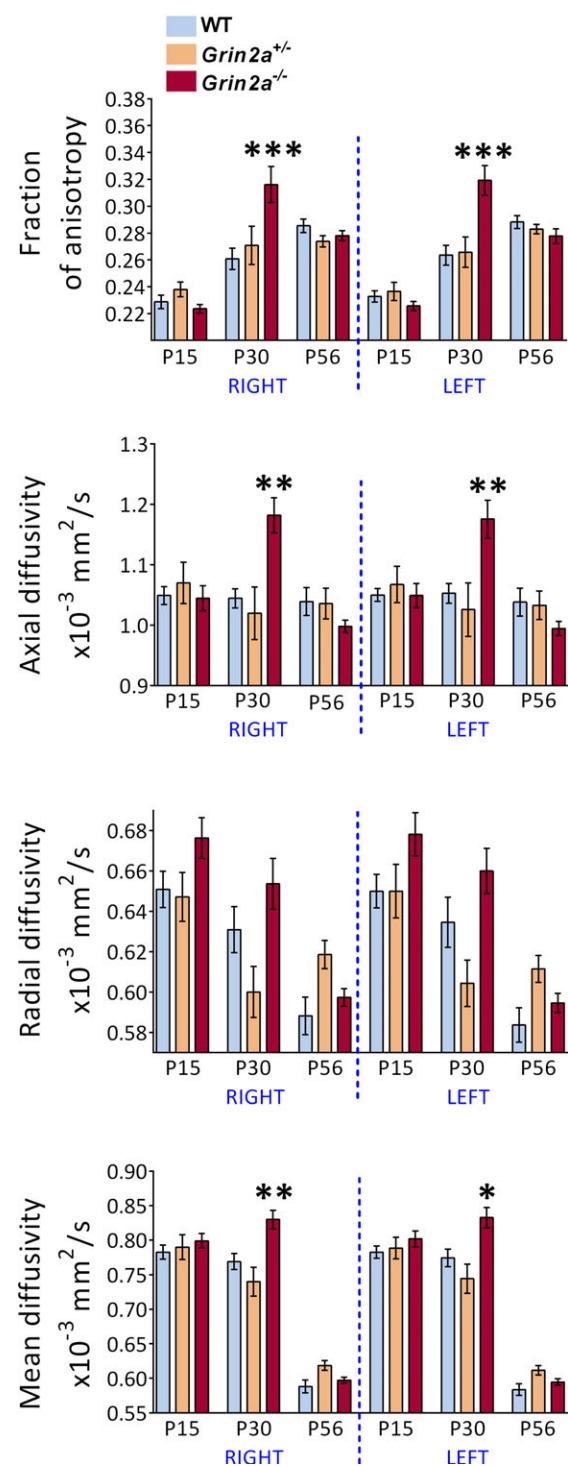 WT
Grin2a+/-
Grin2a-/-
Fraction
of anisotropy
0.38
0.36
0.34
0.32
0.28
0.26
0.24
0.22
***
***
P15 P30 P56 P15 P30 P56
RIGHT LEFT
Axial diffusivity
x10-3 mm2/s
1.3
1.2
1.1
1.0
0.9
**
**
P15 P30 P56 P15 P30 P56
RIGHT LEFT
Radial diffusivity
x10-3 mm2/s
0.68
0.66
0.64
0.62
0.60
0.58
P15 P30 P56 P15 P30 P56
RIGHT LEFT
Mean diffusivity
x10-3 mm2/s
0.90
0.85
0.80
0.75
0.70
0.65
0.60
0.55
**
*
P15 P30 P56 P15 P30 P56
RIGHT LEFT